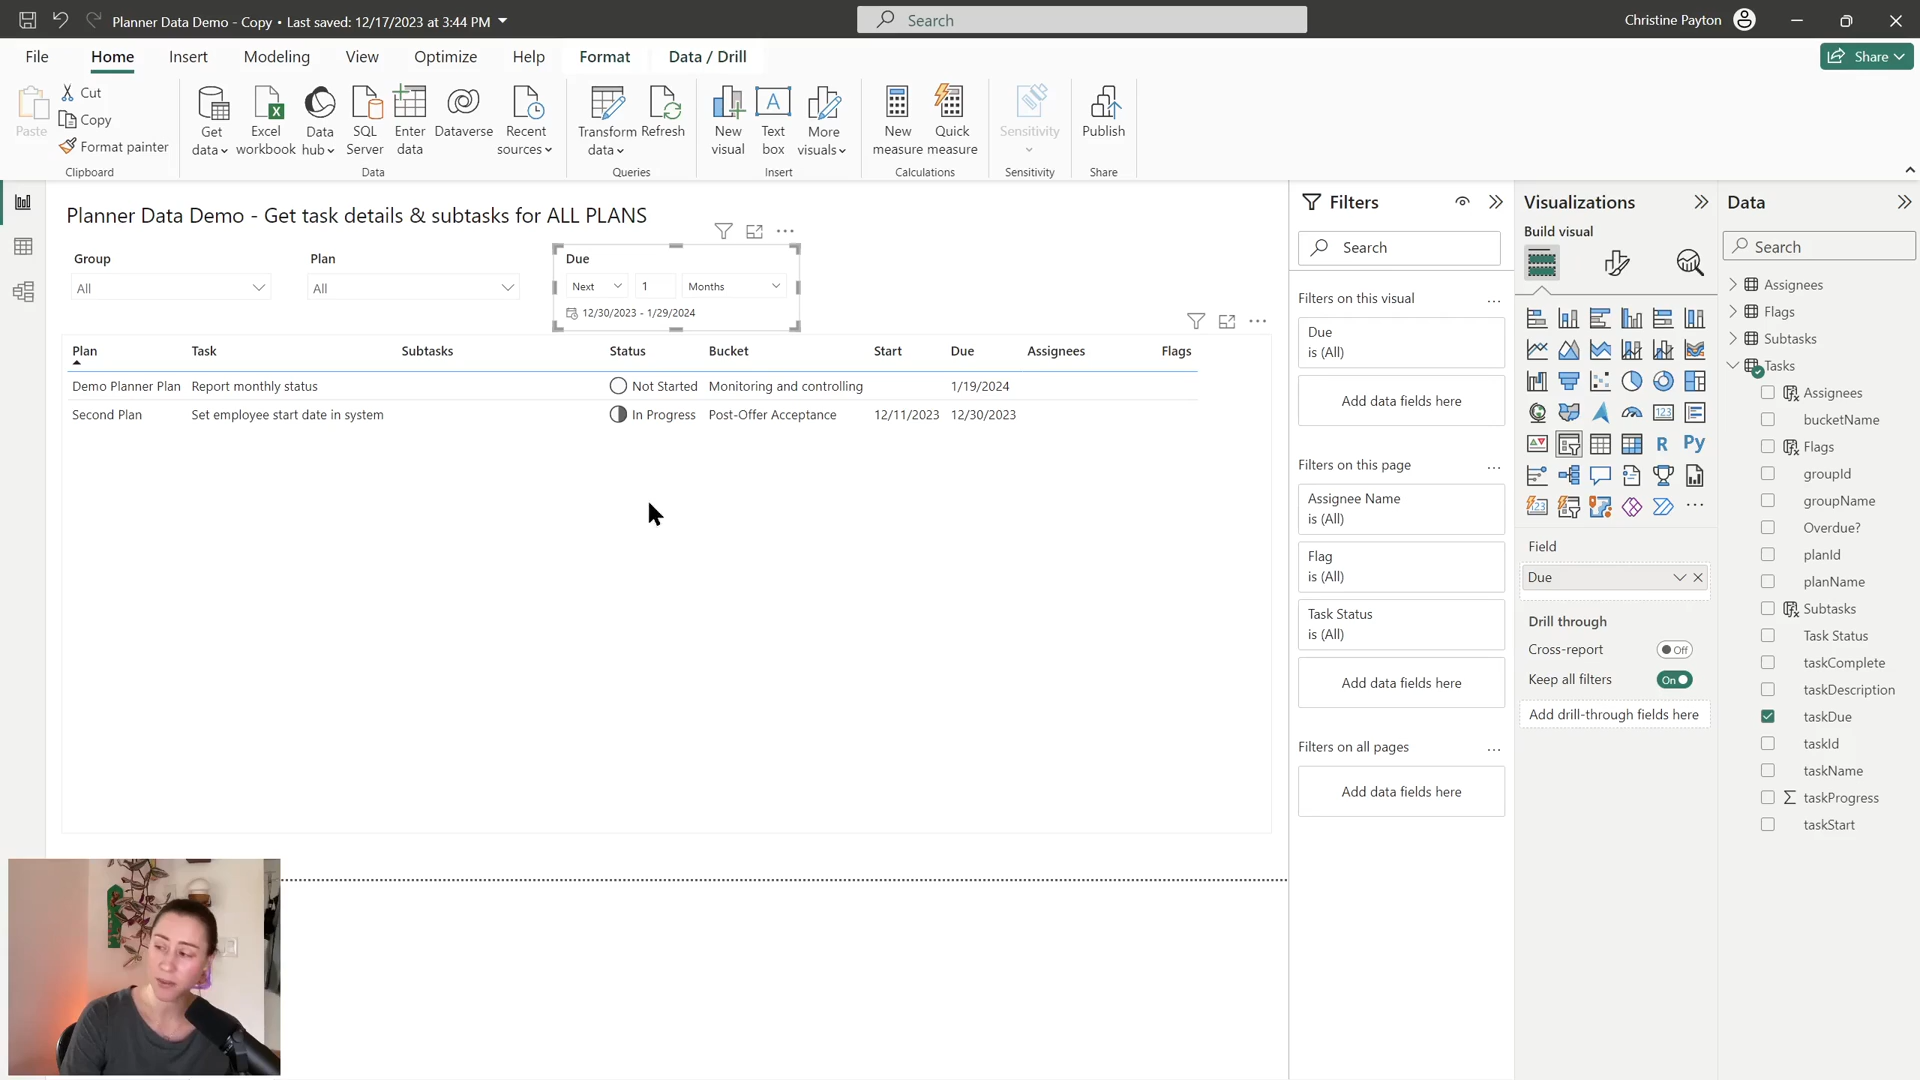 Planner Data Demo - Copy • Last saved: 12/17/2023 at 3:44 PM
Search
Christine Payton
File
Home
Insert
Modeling
View
Optimize
Help
Format
Data / Drill
Share
Paste
Cut
Copy
Format painter
Clipboard
Get data
Excel workbook
Data hub
SQL Server
Enter data
Dataverse
Recent sources
Data
Transform data
Refresh
Queries
New visual
Text box
More visuals
Insert
New measure
Quick measure
Calculations
Sensitivity
Sensitivity
Publish
Share
Planner Data Demo - Get task details & subtasks for ALL PLANS
Group
All
Plan
All
Due
Next
1
Months
12/30/2023 - 1/29/2024
Plan Task Subtasks Status Bucket Start Due Assignees Flags
Demo Planner Plan Report monthly status Not Started Monitoring and controlling 1/19/2024
Second Plan Set employee start date in system In Progress Post-Offer Acceptance 12/11/2023 12/30/2023
Filters
Search
Filters on this visual
Due
is (All)
Add data fields here
Filters on this page
Assignee Name
is (All)
Flag
is (All)
Task Status
is (All)
Add data fields here
Filters on all pages
Add data fields here
Visualizations
Build visual
123
R
Py
123
Field
Due
Drill through
Cross-report
Off
Keep all filters
On
Add drill-through fields here
Data
Search
Assignees
Flags
Subtasks
Tasks
Assignees
bucketName
Flags
groupId
groupName
Overdue?
planId
planName
Subtasks
Task Status
taskComplete
taskDescription
taskDue
taskId
taskName
taskProgress
taskStart